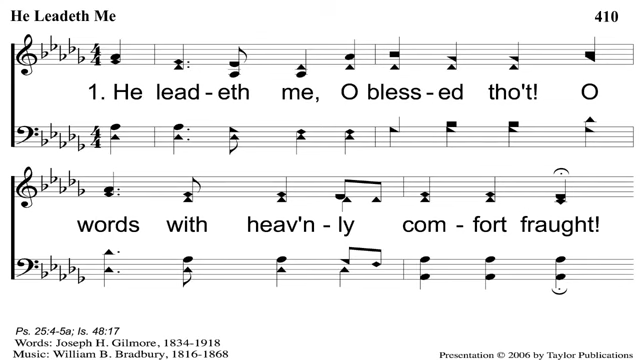 He Leadeth Me 410
1. He lead-eth me, O bless-ed tho't! O
words with heav'n-ly com-fort fraught!
Ps. 25:4-5a; Is. 48:17
Words: Joseph H. Gilmore, 1834-1918
Music: William B. Bradbury, 1816-1868
Presentation © 2006 by Taylor Publications